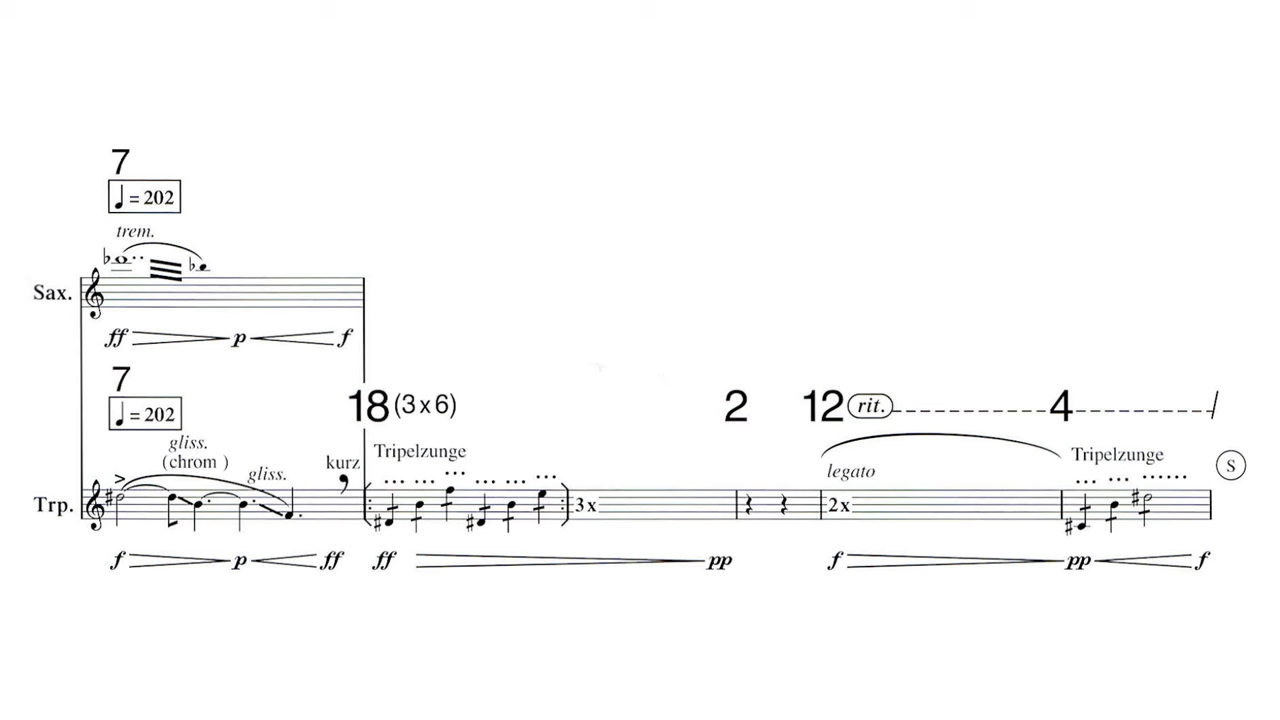 7
= 202
trem.
Sax.
ff p f
7
= 202
18 (3 x 6) 2 12 rit. 4
gliss.
(chrom )
gliss.
kurz
Tripelzunge
legato
Tripelzunge
S
Trp.
3x
2x
f p ff ff pp f pp f